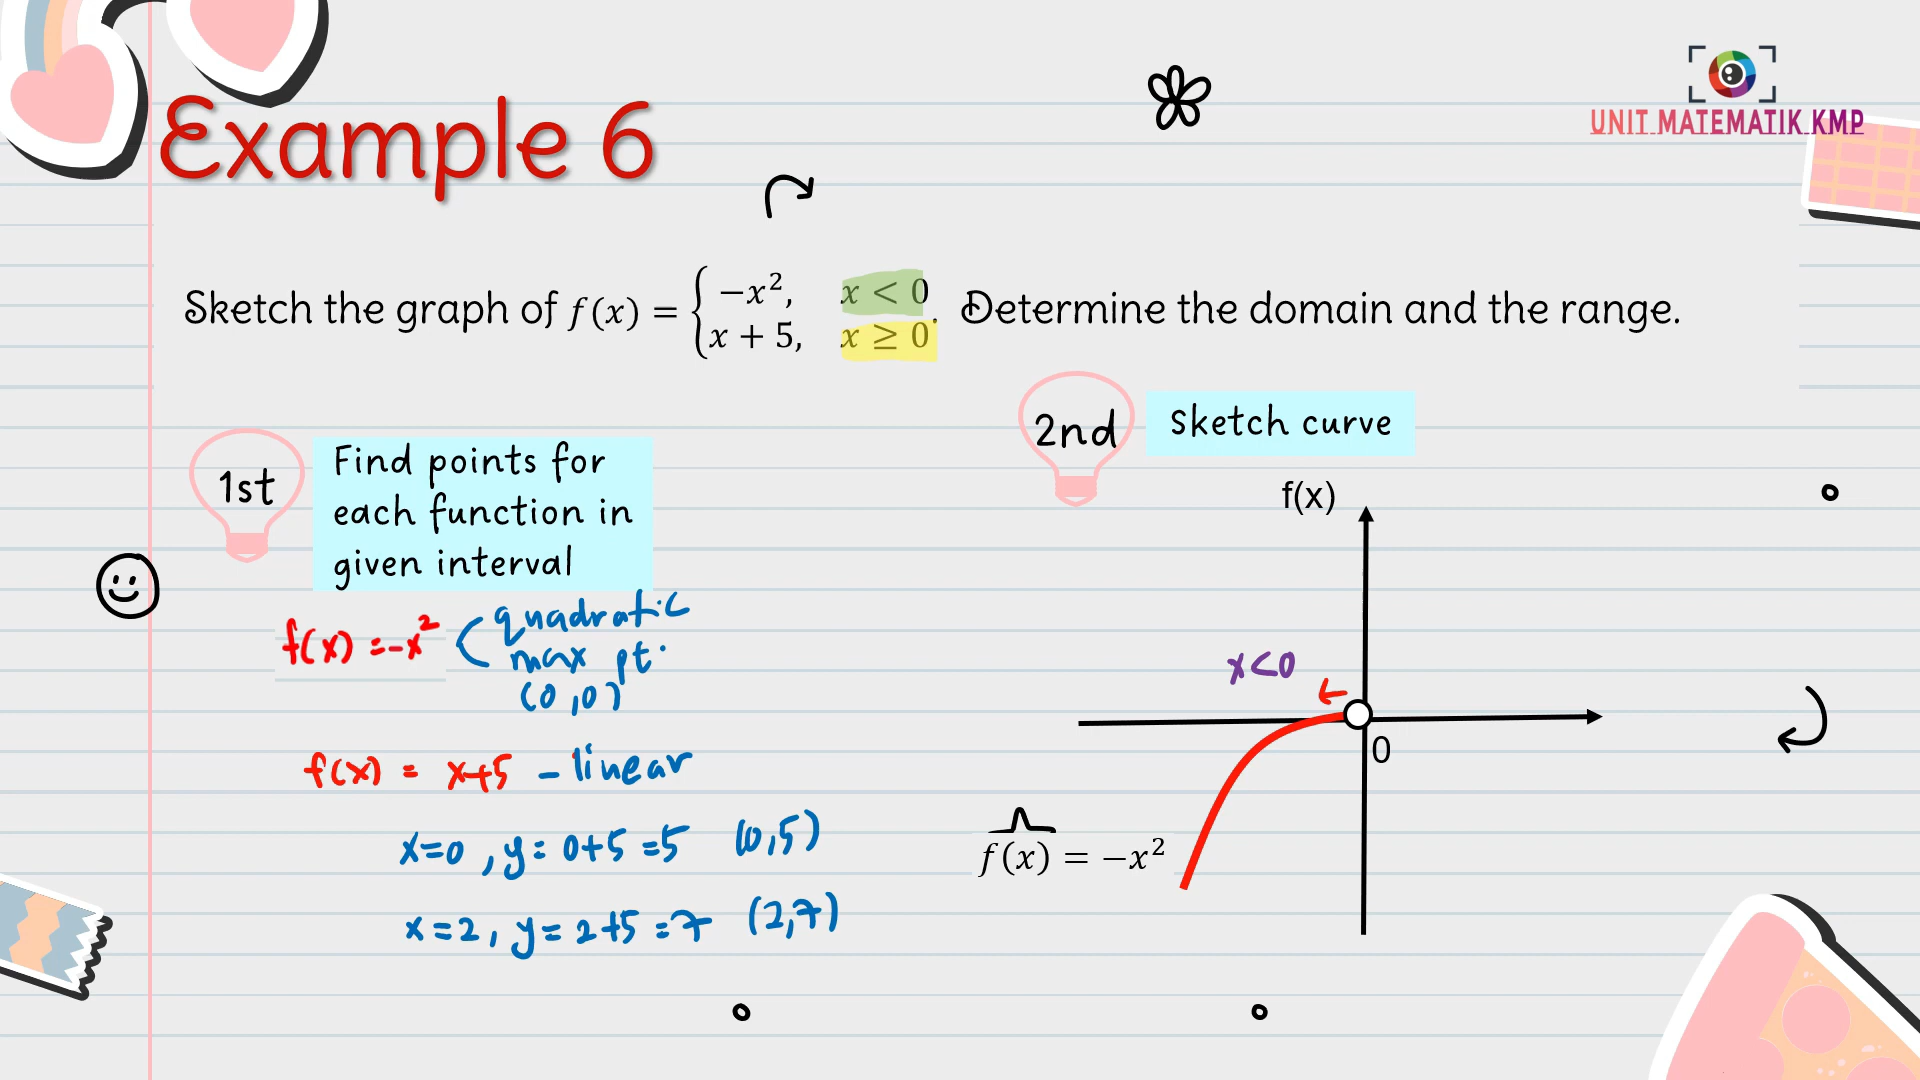 UNIT MATEMATIK KMP
Example 6
Sketch the graph of f(x) = { −x², x < 0
x + 5, x ≥ 0 . Determine the domain and the range.
1st
Find points for
each function in
given interval
f(x) = -x²
quadratic
max pt.
(0,0)
f(x) = x+5 - linear
x=0, y= 0+5 =5 (0,5)
x=2, y= 2+5 =7 (2,7)
2nd
Sketch curve
f(x)
x<0
0
f(x) = −x²